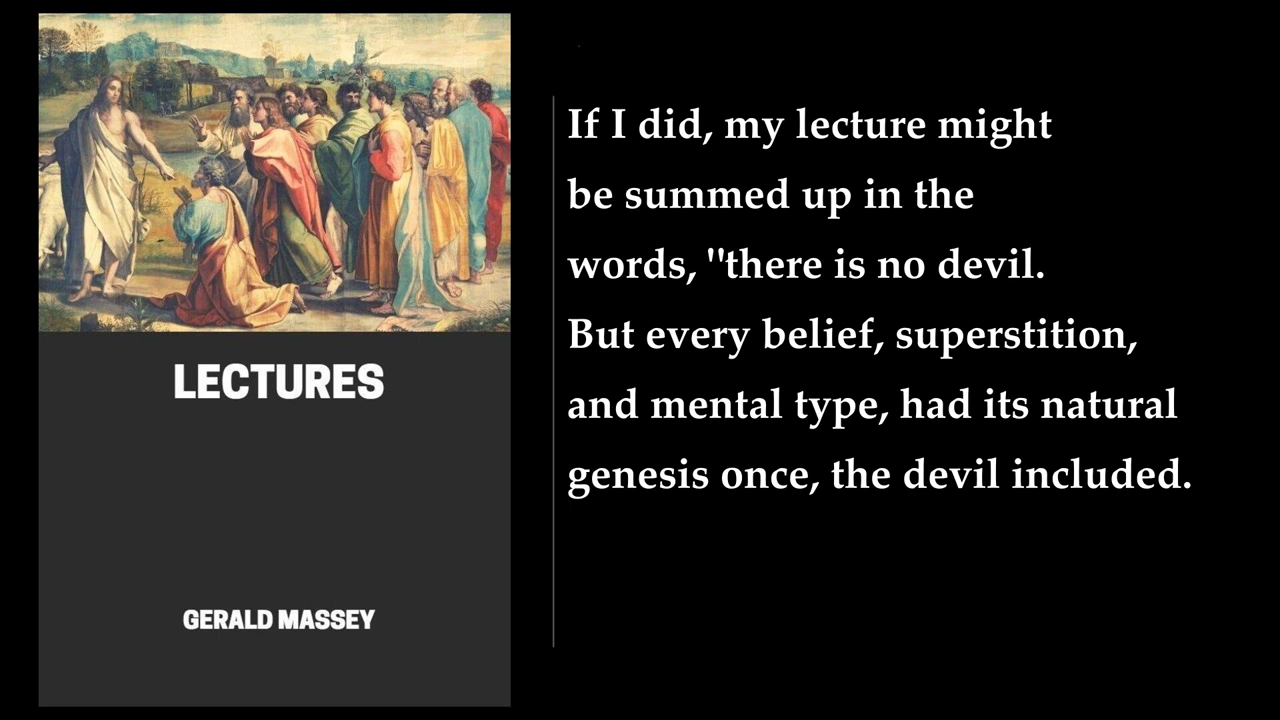 LECTURES
GERALD MASSEY
If I did, my lecture might
be summed up in the
words, "there is no devil.
But every belief, superstition,
and mental type, had its natural
genesis once, the devil included.